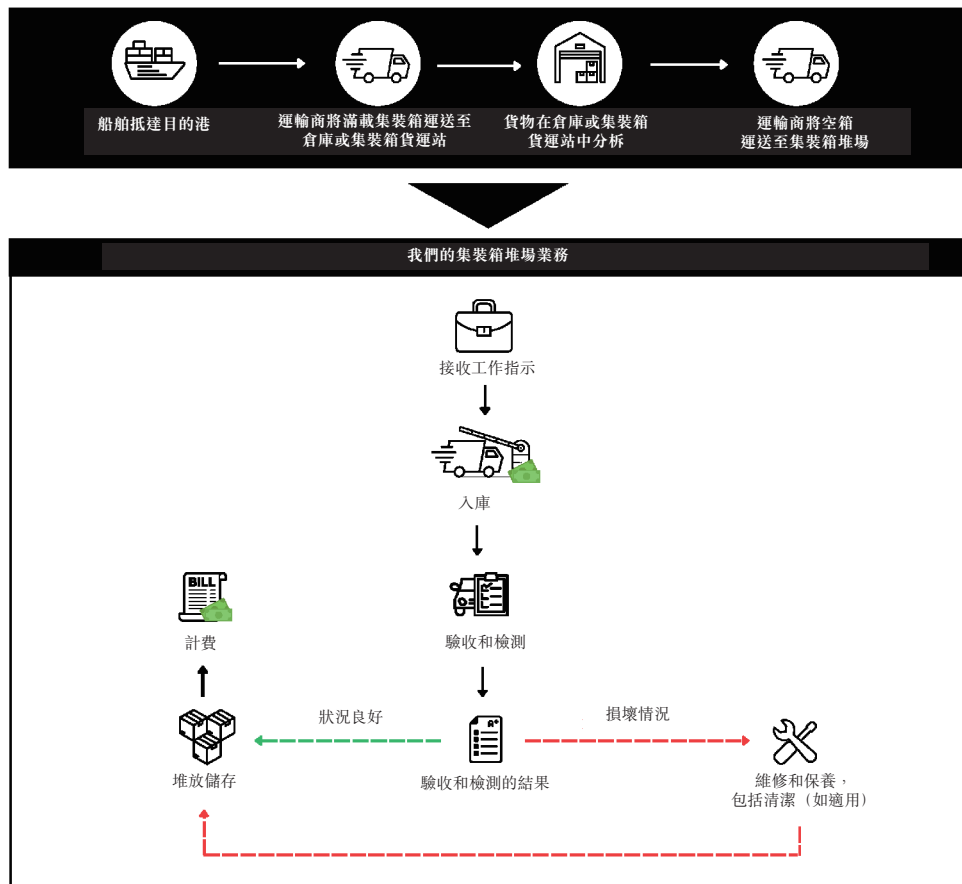 船舶抵達目的港
運輸商將滿載集裝箱運送至
倉庫或集裝箱貨運站
貨物在倉庫或集裝箱
貨運站中分柝
運輸商將空箱
運送至集裝箱堆場
我們的集裝箱堆場業務
接收工作指示
入庫
BILL
計費
驗收和檢測
狀況良好
損壞情況
A+
堆放儲存
驗收和檢測的結果
維修和保養，
包括清潔（如適用）